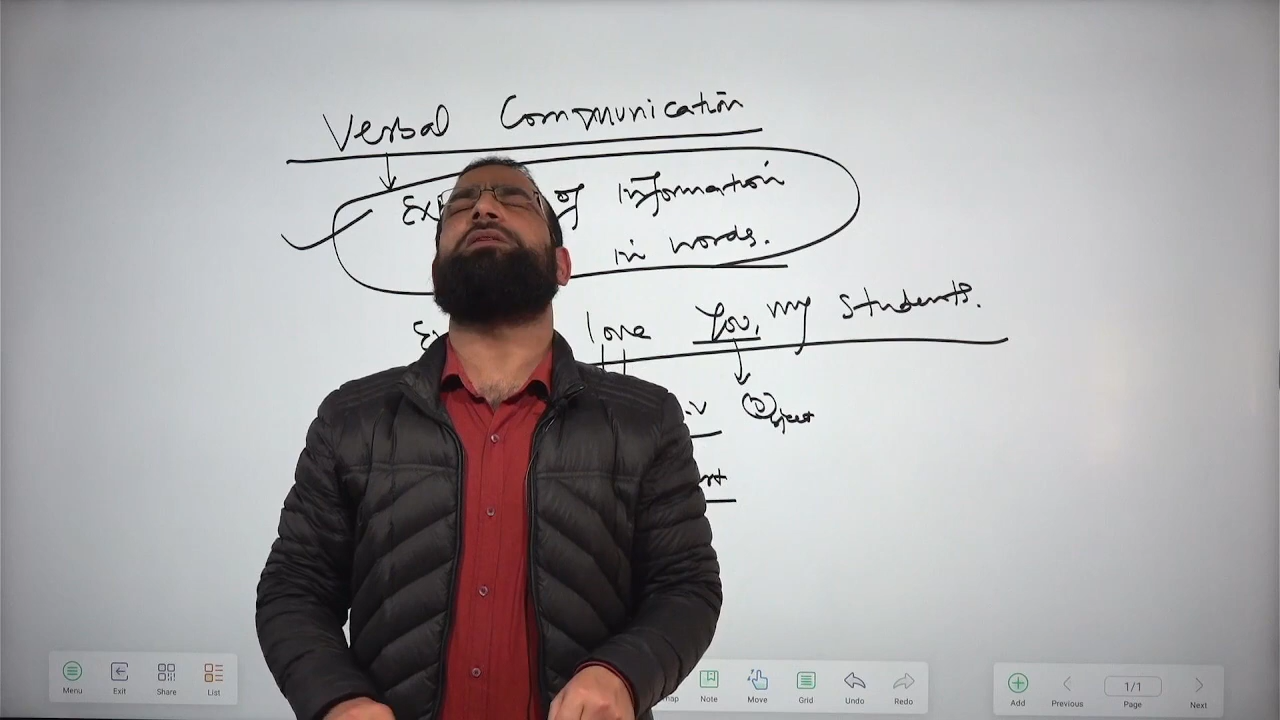 Verbal Communication
of Information
in words.
love You, my students.
Object
Menu
Exit
Share
List
Note
Move
Grid
Undo
Redo
Add
Previous
1/1
Page
Next